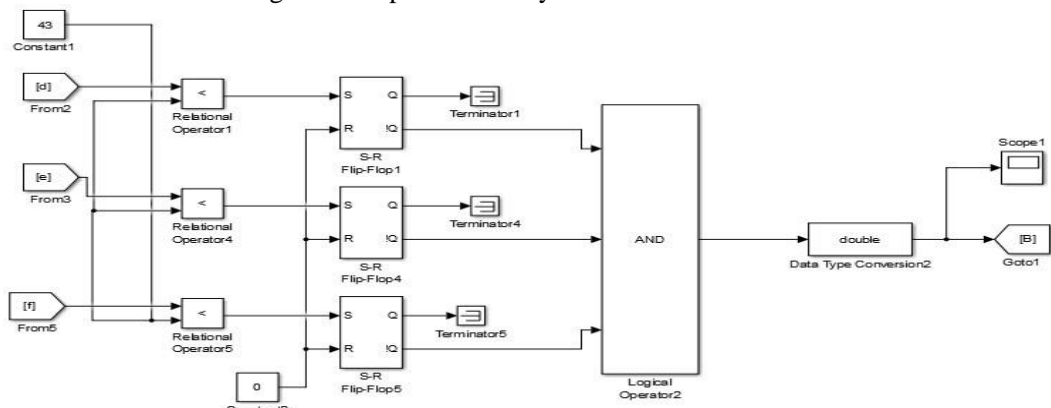 43
Constant1
[d]
From2
<
Relational
Operator1
S Q
R !Q
S-R
Flip-Flop1
Terminator1
[e]
From3
<
Relational
Operator4
S Q
R !Q
S-R
Flip-Flop4
Terminator4
[f]
From5
<
Relational
Operator5
S Q
R !Q
S-R
Flip-Flop5
Terminator5
0
AND
Logical
Operator2
double
Data Type Conversion2
Scope1
[B]
Goto1